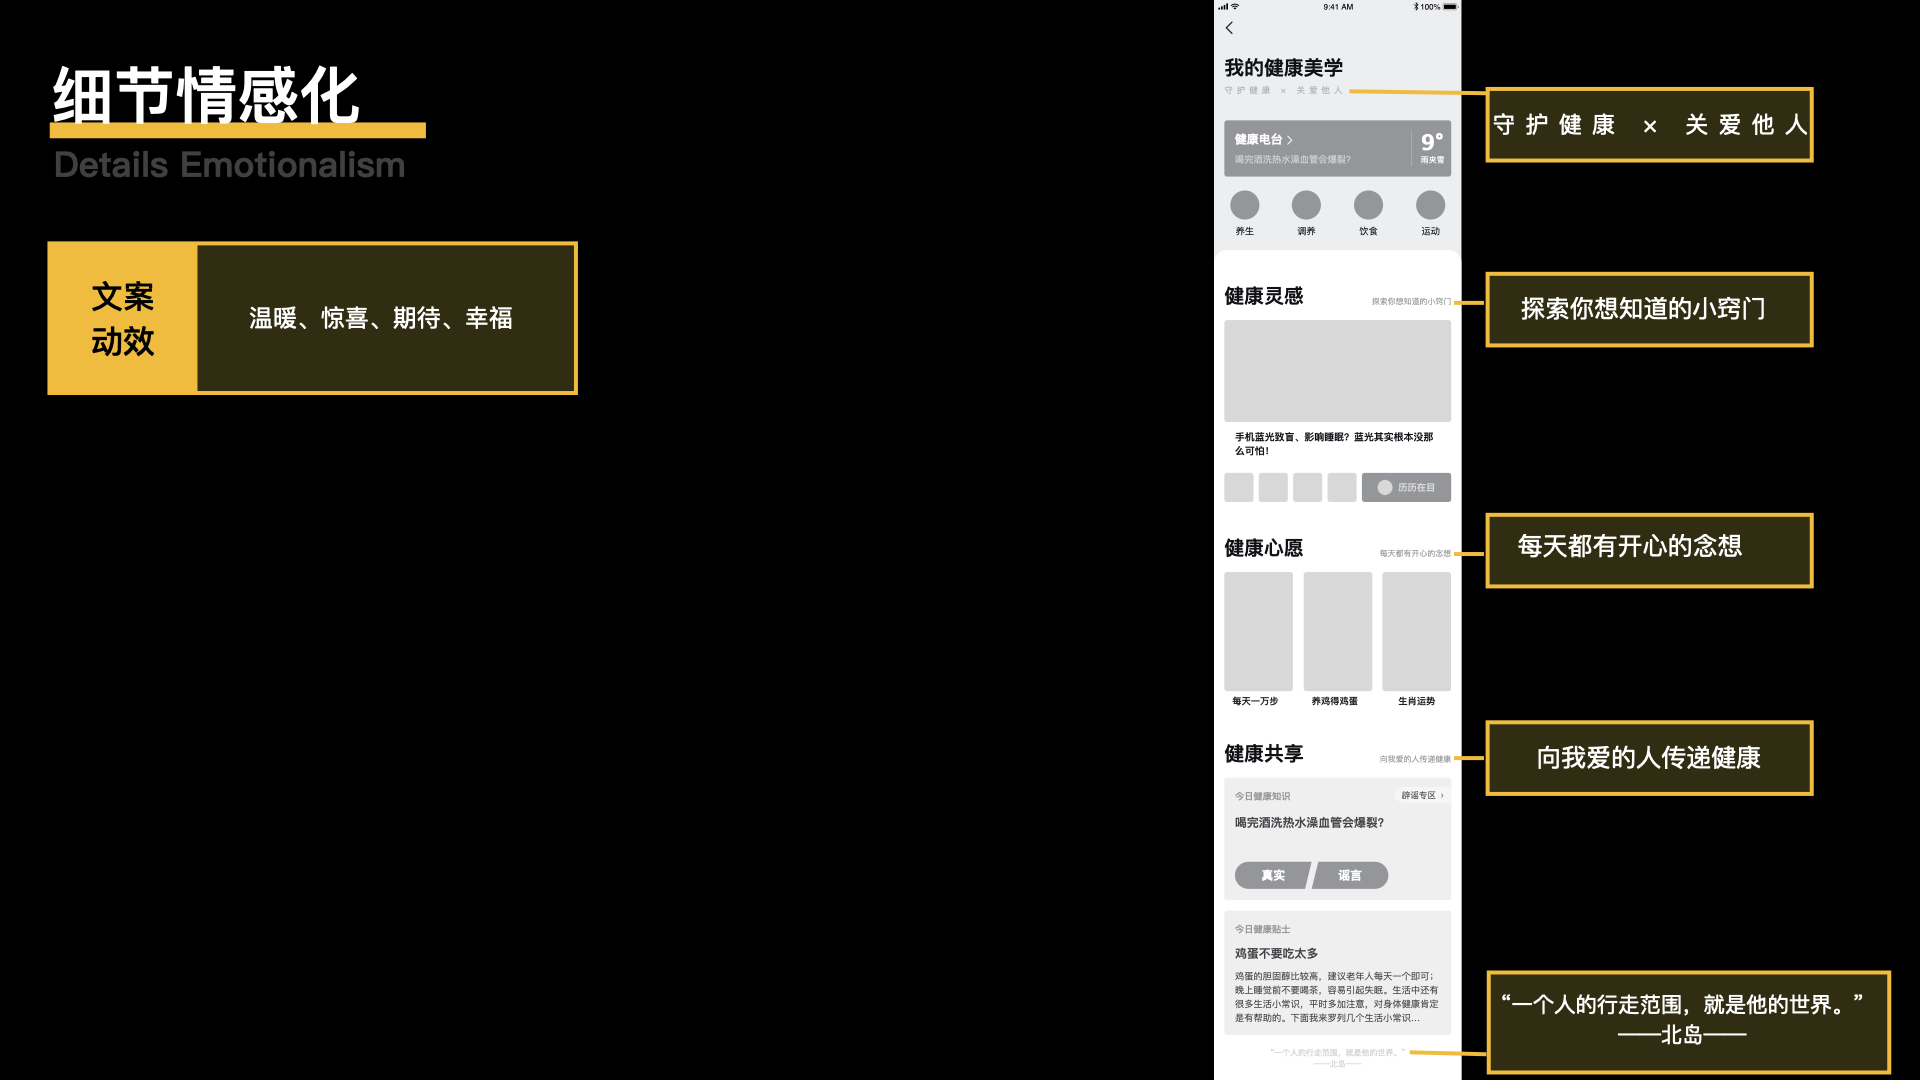 细节情感化
Details Emotionalism
文案
动效
温暖、惊喜、期待、幸福
9:41 AM
100%
我的健康美学
守护健康 × 关爱他人
健康电台
喝完酒洗热水澡血管会爆裂？
9°
雨夹雪
养生
调养
饮食
运动
健康灵感
探索你想知道的小窍门
手机蓝光致盲、影响睡眠？蓝光其实根本没那
么可怕！
历历在目
健康心愿
每天都有开心的念想
每天一万步
养鸡得鸡蛋
生肖运势
健康共享
向我爱的人传递健康
今日健康知识
辟谣专区 ›
喝完酒洗热水澡血管会爆裂？
真实
谣言
今日健康贴士
鸡蛋不要吃太多
鸡蛋的胆固醇比较高，建议老年人每天一个即可；
晚上睡觉前不要喝茶，容易引起失眠。生活中还有
很多生活小常识，平时多加注意，对身体健康肯定
是有帮助的。下面我来罗列几个生活小常识...
“一个人的行走范围，就是他的世界。”
——北岛——
守护健康 × 关爱他人
探索你想知道的小窍门
每天都有开心的念想
向我爱的人传递健康
“一个人的行走范围，就是他的世界。”
——北岛——